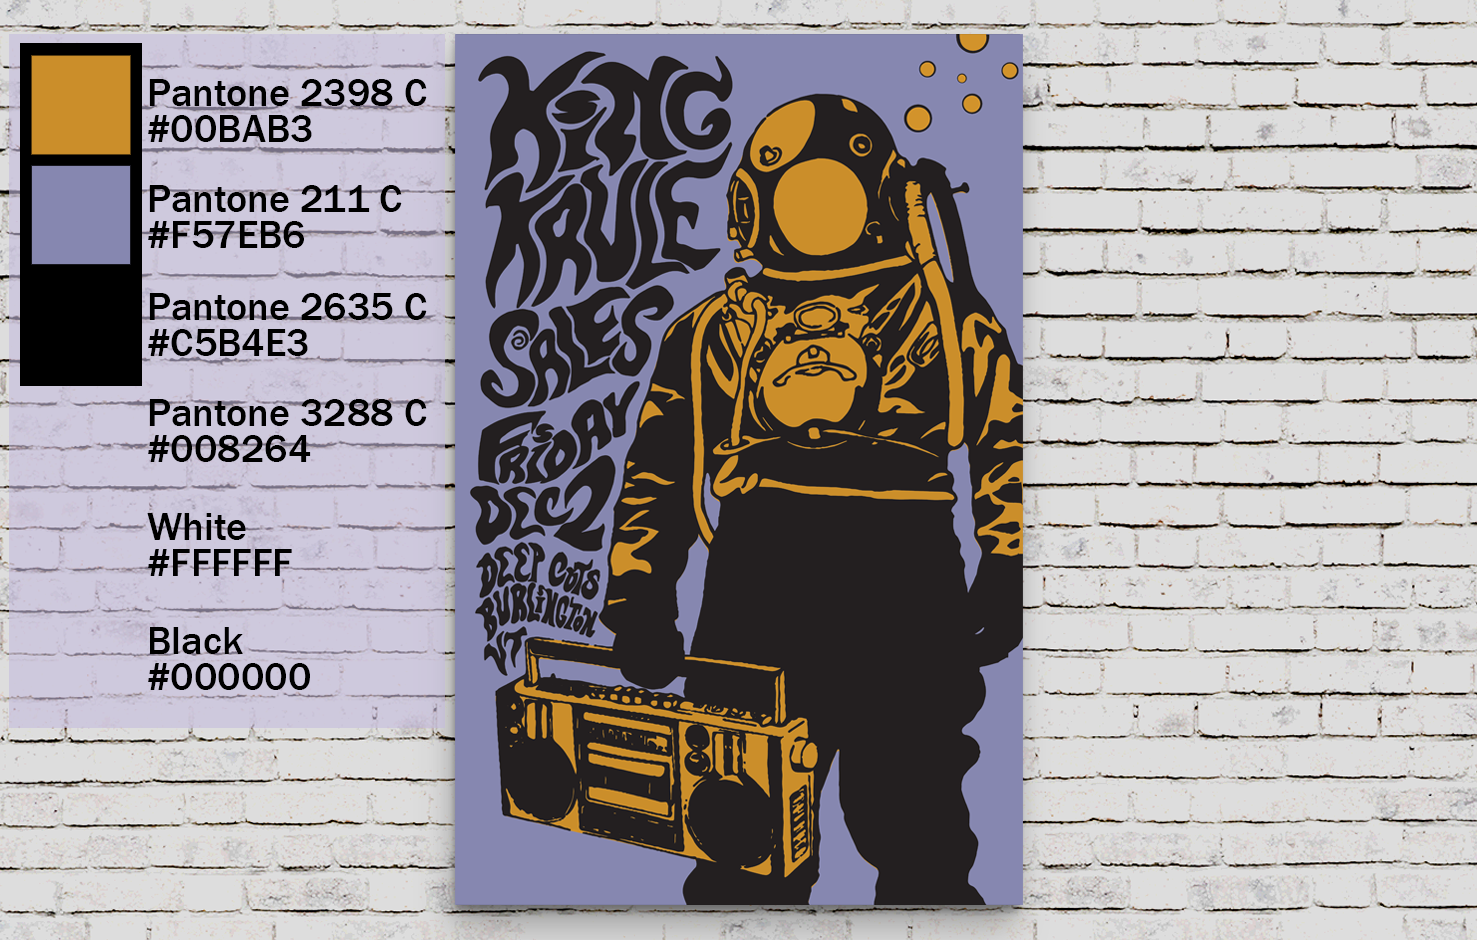 Pantone 2398 C
#00BAB3
Pantone 211 C
#F57EB6
Pantone 2635 C
#C5B4E3
Pantone 3288 C
#008264
White
#FFFFFF
Black
#000000
KiNG
KRULE
SALES
FRiDAY
DEC 2
DEEP CUTS
BURLiNGTON
VT